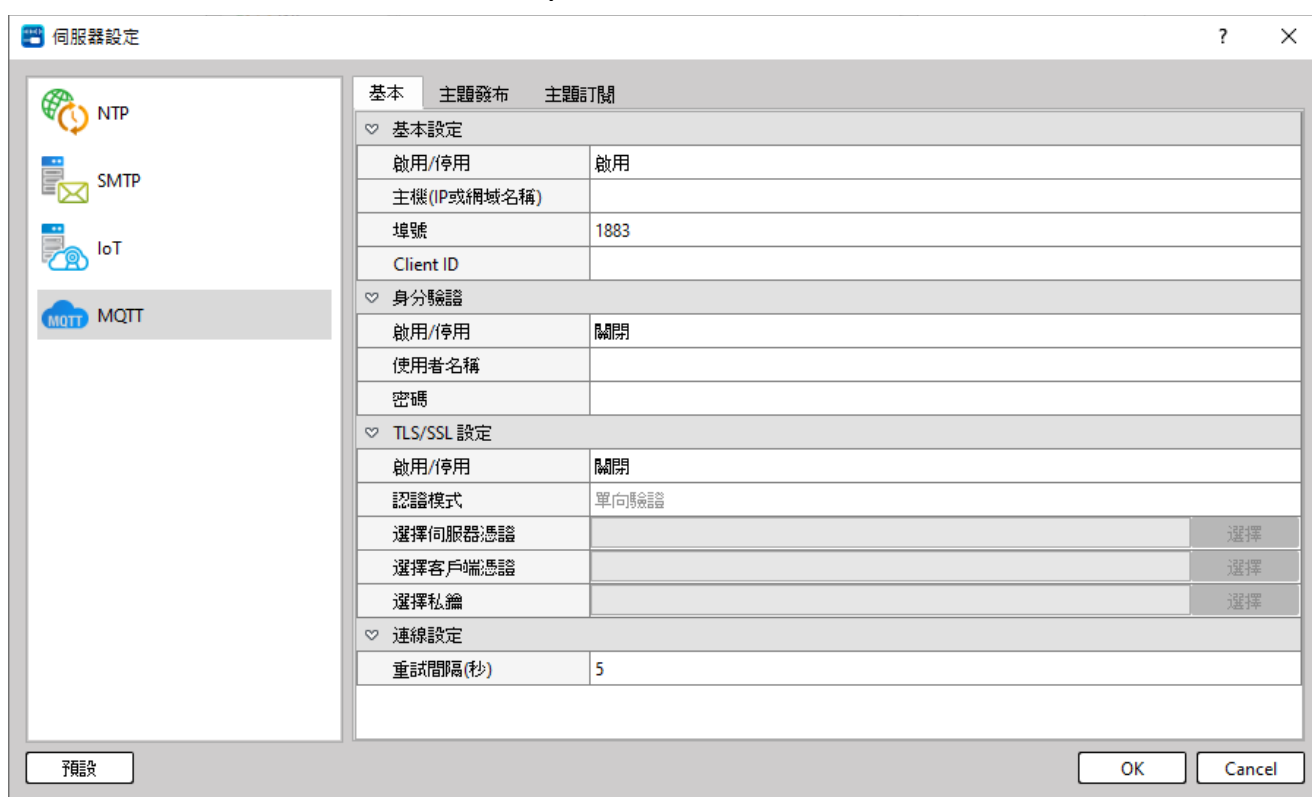 伺服器設定
?
NTP
SMTP
IoT
MQTT
基本 主題發布 主題訂閱
基本設定
啟用/停用 啟用
主機(IP或網域名稱)
埠號 1883
Client ID
身分驗證
啟用/停用 關閉
使用者名稱
密碼
TLS/SSL 設定
啟用/停用 關閉
認證模式 單向驗證
選擇伺服器憑證 選擇
選擇客戶端憑證 選擇
選擇私鑰 選擇
連線設定
重試間隔(秒) 5
預設 OK Cancel